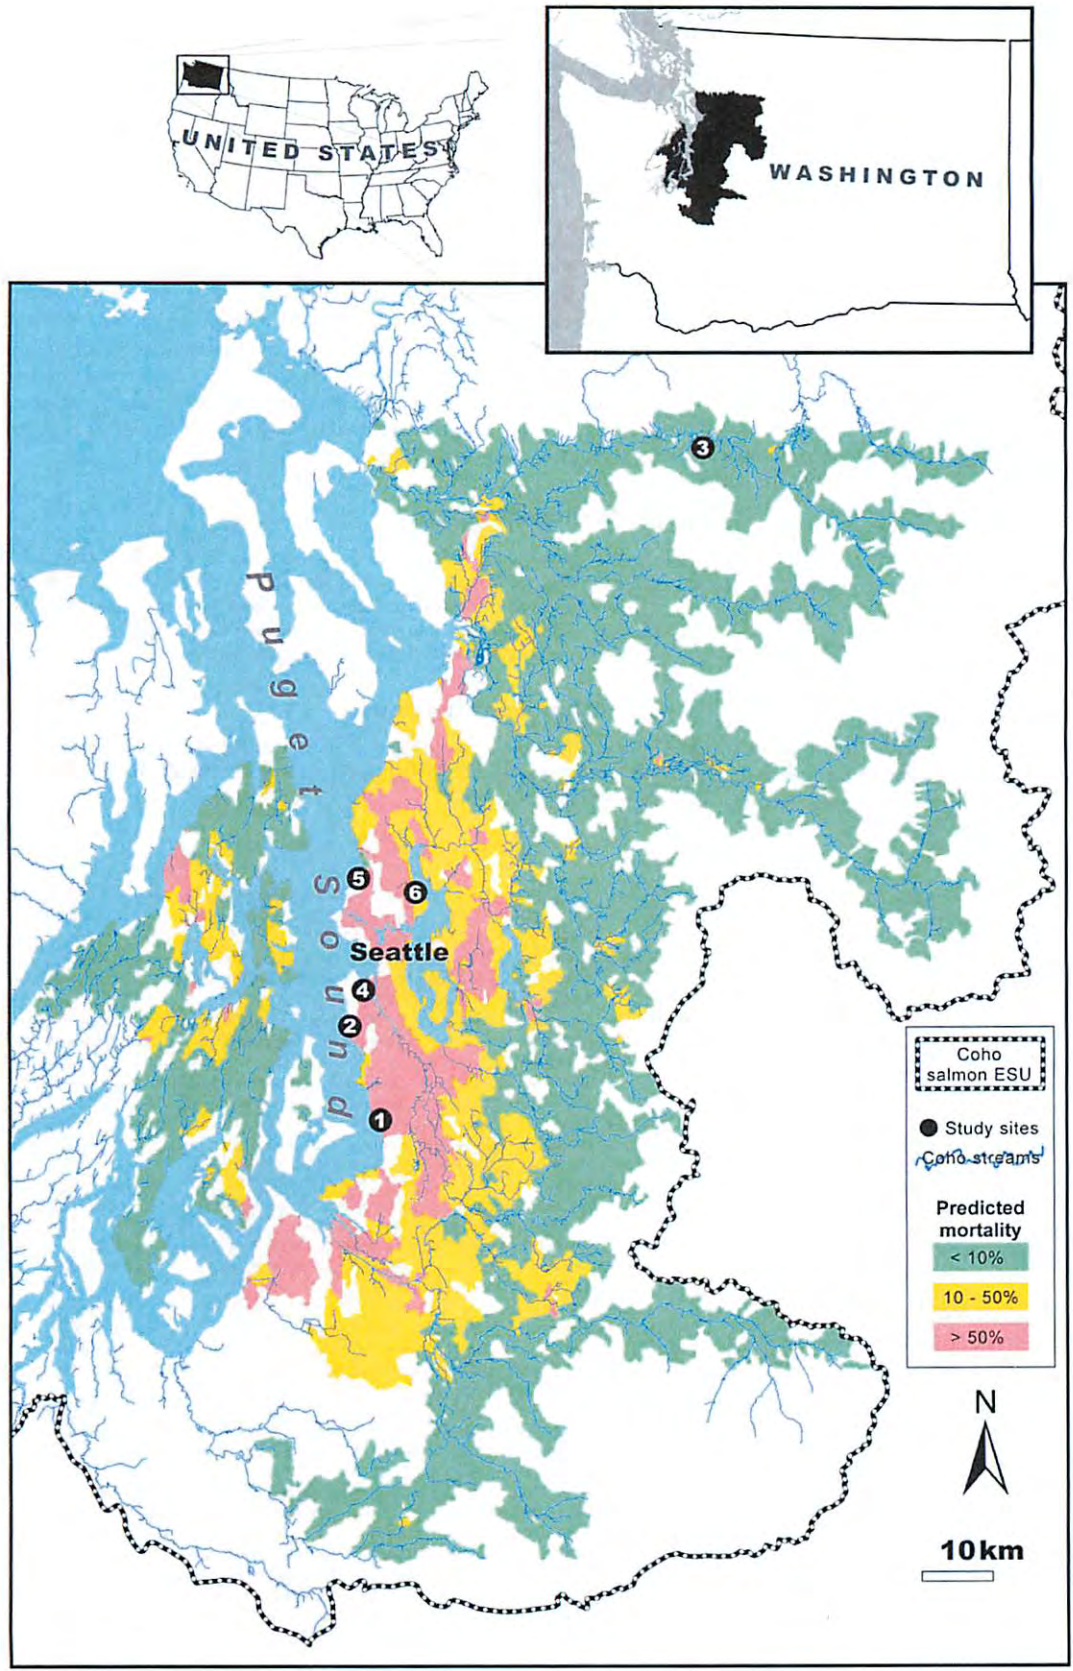 UNITED STATES
WASHINGTON
Puget Sound
3
5
6
Seattle
4
2
1
Coho
salmon ESU
Study sites
Coho streams
Predicted
mortality
< 10%
10 - 50%
> 50%
N
10 km